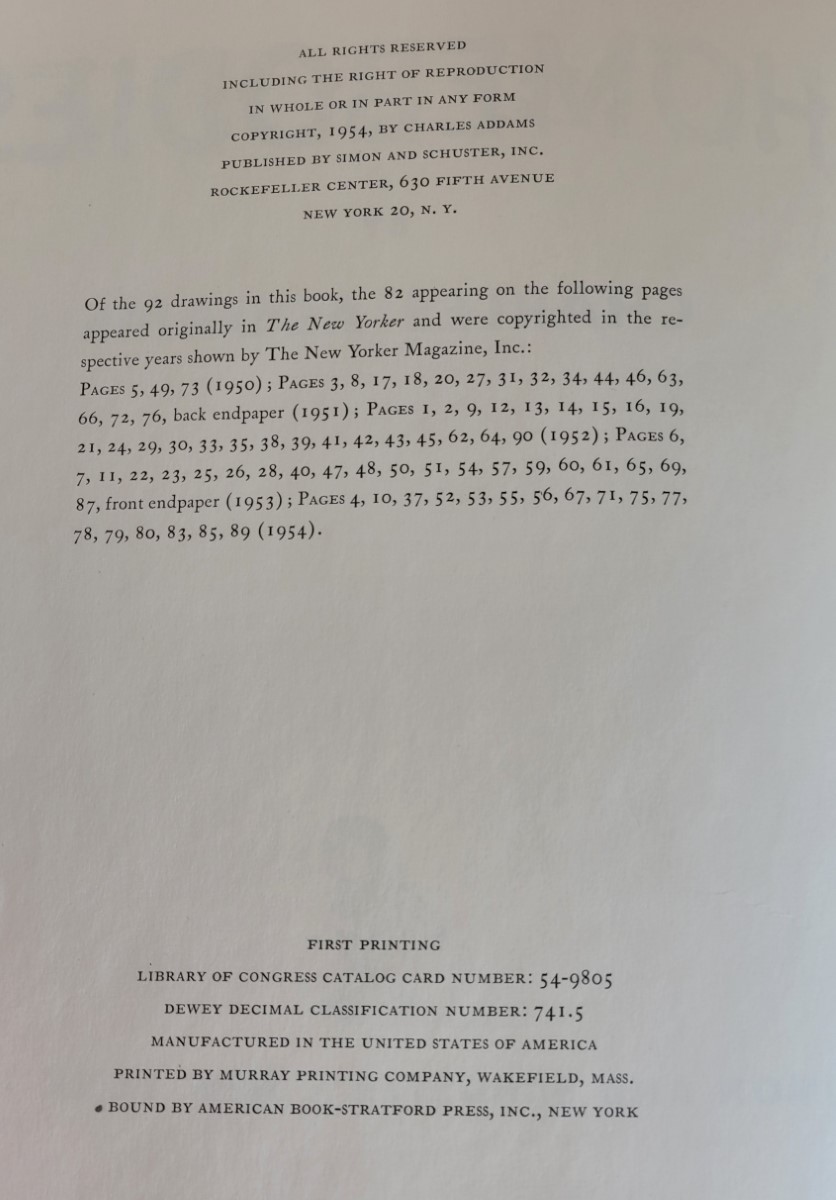 ALL RIGHTS RESERVED
INCLUDING THE RIGHT OF REPRODUCTION
IN WHOLE OR IN PART IN ANY FORM
COPYRIGHT, 1954, BY CHARLES ADDAMS
PUBLISHED BY SIMON AND SCHUSTER, INC.
ROCKEFELLER CENTER, 630 FIFTH AVENUE
NEW YORK 20, N. Y.
Of the 92 drawings in this book, the 82 appearing on the following pages
appeared originally in The New Yorker and were copyrighted in the re-
spective years shown by The New Yorker Magazine, Inc.:
PAGES 5, 49, 73 (1950); PAGES 3, 8, 17, 18, 20, 27, 31, 32, 34, 44, 46, 63,
66, 72, 76, back endpaper (1951); PAGES 1, 2, 9, 12, 13, 14, 15, 16, 19,
21, 24, 29, 30, 33, 35, 38, 39, 41, 42, 43, 45, 62, 64, 90 (1952); PAGES 6,
7, 11, 22, 23, 25, 26, 28, 40, 47, 48, 50, 51, 54, 57, 59, 60, 61, 65, 69,
87, front endpaper (1953); PAGES 4, 10, 37, 52, 53, 55, 56, 67, 71, 75, 77,
78, 79, 80, 83, 85, 89 (1954).
FIRST PRINTING
LIBRARY OF CONGRESS CATALOG CARD NUMBER: 54-9805
DEWEY DECIMAL CLASSIFICATION NUMBER: 741.5
MANUFACTURED IN THE UNITED STATES OF AMERICA
PRINTED BY MURRAY PRINTING COMPANY, WAKEFIELD, MASS.
BOUND BY AMERICAN BOOK-STRATFORD PRESS, INC., NEW YORK